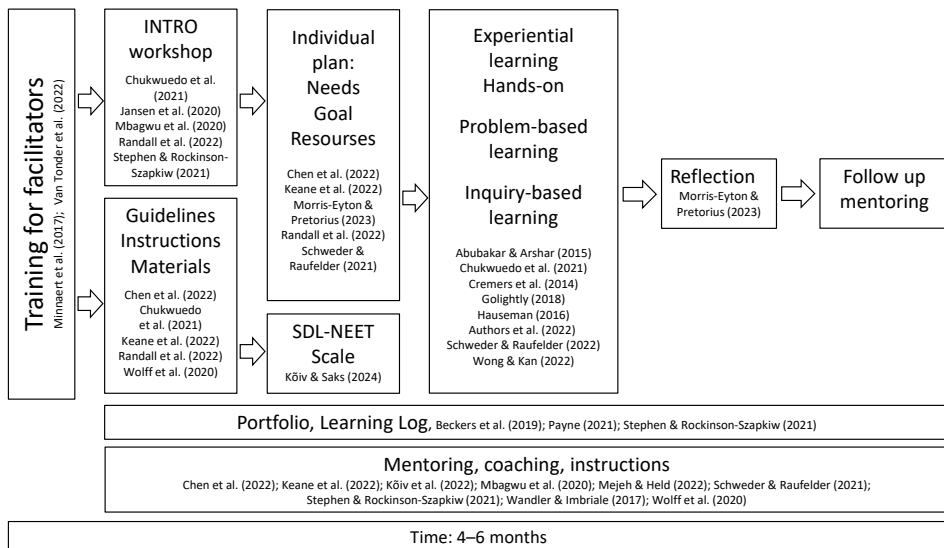 Training for facilitators
Minnaert et al. (2017); Van Tonder et al. (2022)
INTRO
workshop
Chukwuedo et al.
(2021)
Jansen et al. (2020)
Mbagwu et al. (2020)
Randall et al. (2022)
Stephen & Rockinson-
Szapkiw (2021)
Guidelines
Instructions
Materials
Chen et al. (2022)
Chukwuedo
et al. (2021)
Keane et al. (2022)
Randall et al. (2022)
Wolff et al. (2020)
Individual
plan:
Needs
Goal
Resourses
Chen et al. (2022)
Keane et al. (2022)
Morris-Eyton &
Pretorius (2023)
Randall et al. (2022)
Schweder &
Raufelder (2021)
SDL-NEET
Scale
Kõiv & Saks (2024)
Experiential
learning
Hands-on
Problem-based
learning
Inquiry-based
learning
Abubakar & Arshar (2015)
Chukwuedo et al. (2021)
Cremers et al. (2014)
Golightly (2018)
Hauseman (2016)
Authors et al. (2022)
Schweder & Raufelder (2022)
Wong & Kan (2022)
Reflection
Morris-Eyton &
Pretorius (2023)
Follow up
mentoring
Portfolio, Learning Log, Beckers et al. (2019); Payne (2021); Stephen & Rockinson-Szapkiw (2021)
Mentoring, coaching, instructions
Chen et al. (2022); Keane et al. (2022); Kõiv et al. (2022); Mbagwu et al. (2020); Mejeh & Held (2022); Schweder & Raufelder (2021);
Stephen & Rockinson-Szapkiw (2021); Wandler & Imbriale (2017); Wolff et al. (2020)
Time: 4–6 months